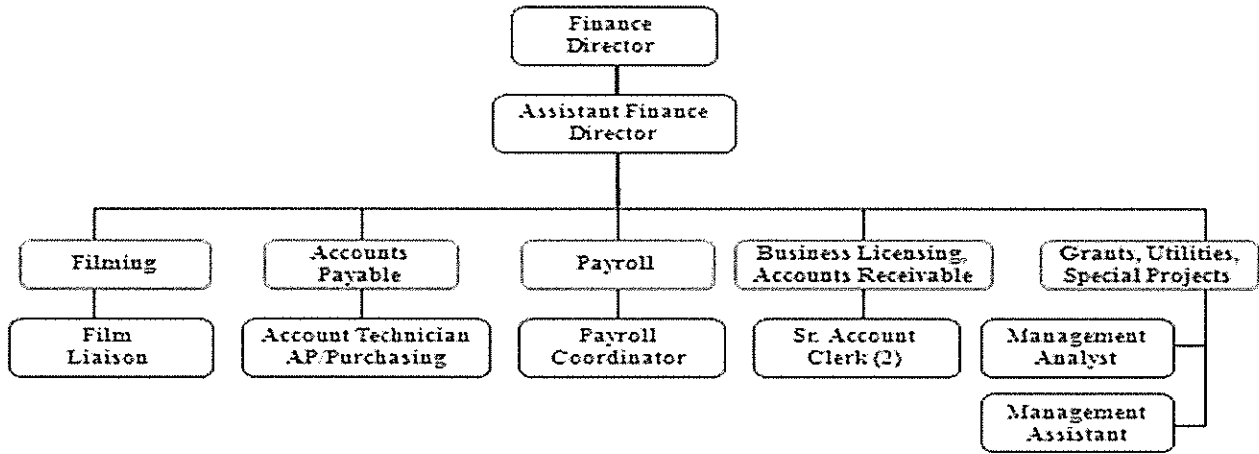 Finance
Director
Assistant Finance
Director
Filming
Accounts
Payable
Payroll
Business Licensing,
Accounts Receivable
Grants, Utilities,
Special Projects
Film
Liaison
Account Technician
AP/Purchasing
Payroll
Coordinator
Sr. Account
Clerk (2)
Management
Analyst
Management
Assistant